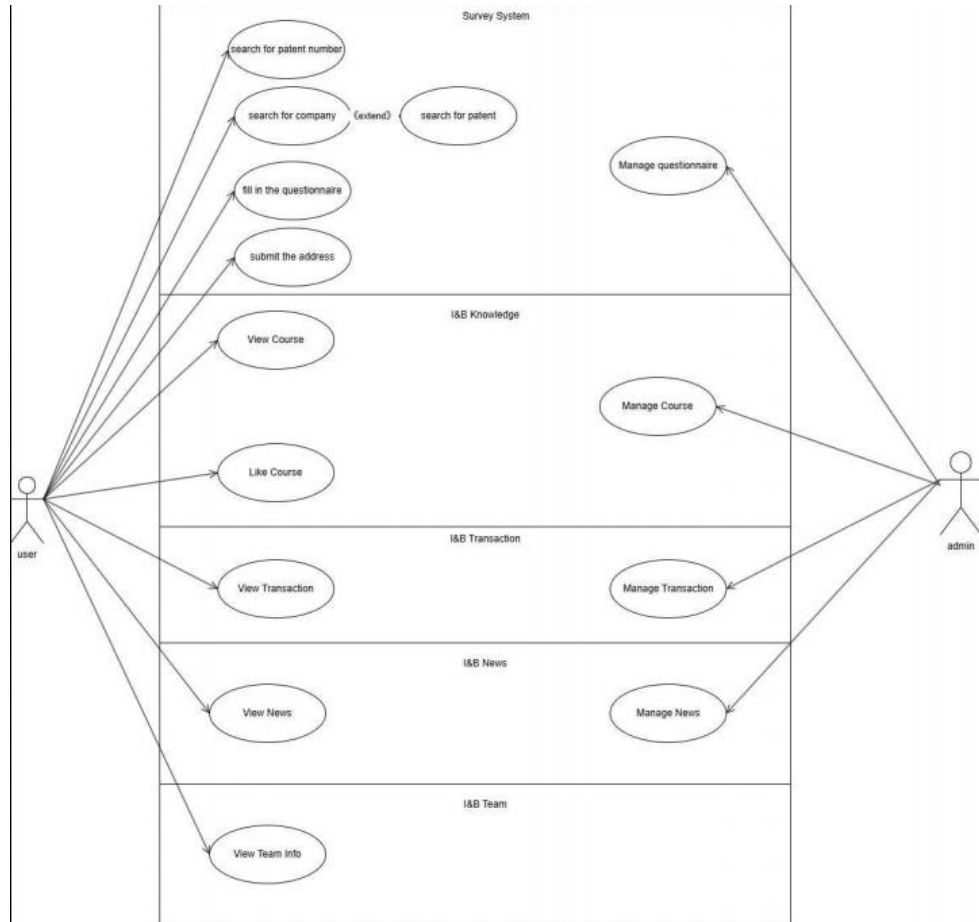 Survey System
search for patent number
search for company
《extend》
search for patent
Manage questionnaire
fill in the questionnaire
submit the address
I&B Knowledge
View Course
Manage Course
Like Course
user
admin
I&B Transaction
View Transaction
Manage Transaction
I&B News
View News
Manage News
I&B Team
View Team Info